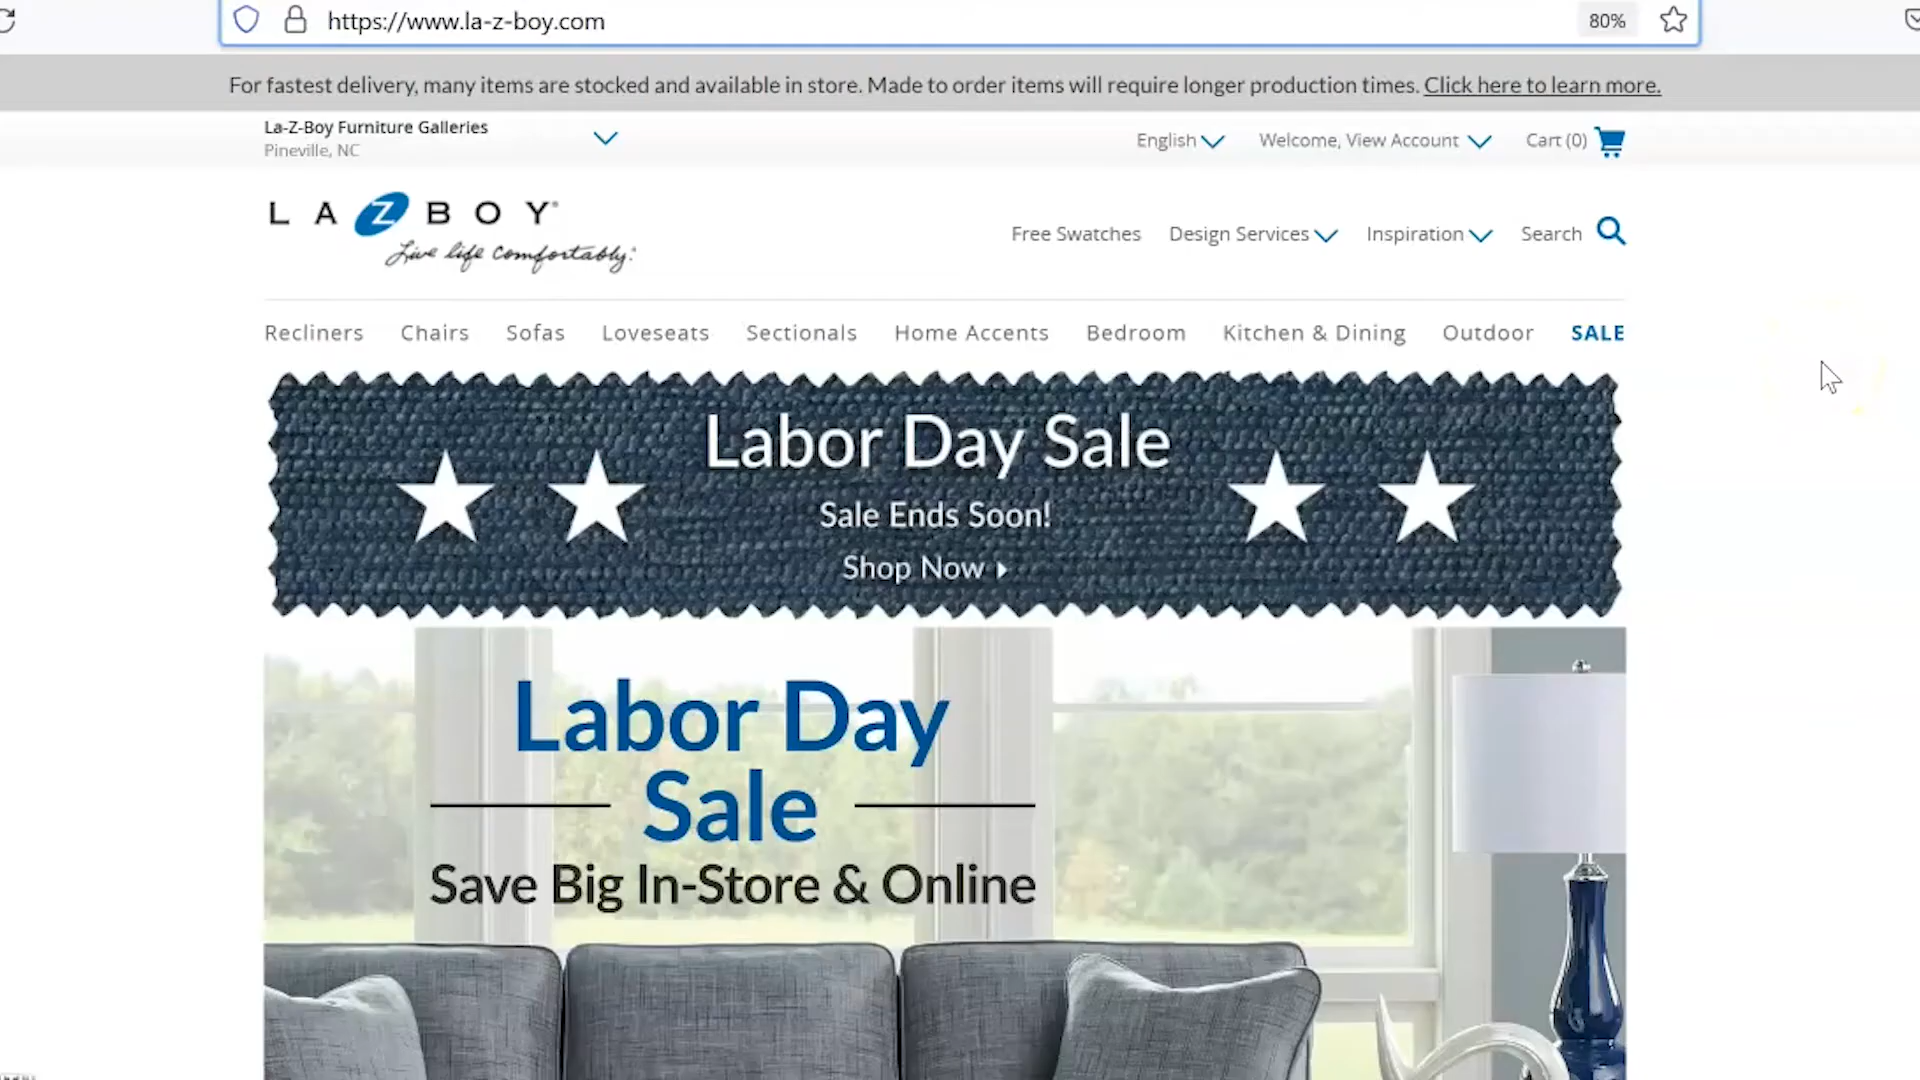 https://www.la-z-boy.com
80%
For fastest delivery, many items are stocked and available in store. Made to order items will require longer production times. Click here to learn more.
La-Z-Boy Furniture Galleries
Pineville, NC
English
Welcome, View Account
Cart (0)
LA Z BOY®
Live life comfortably.
Free Swatches
Design Services
Inspiration
Search
Recliners Chairs Sofas Loveseats Sectionals Home Accents Bedroom Kitchen & Dining Outdoor SALE
Labor Day Sale
Sale Ends Soon!
Shop Now
Labor Day
Sale
Save Big In-Store & Online